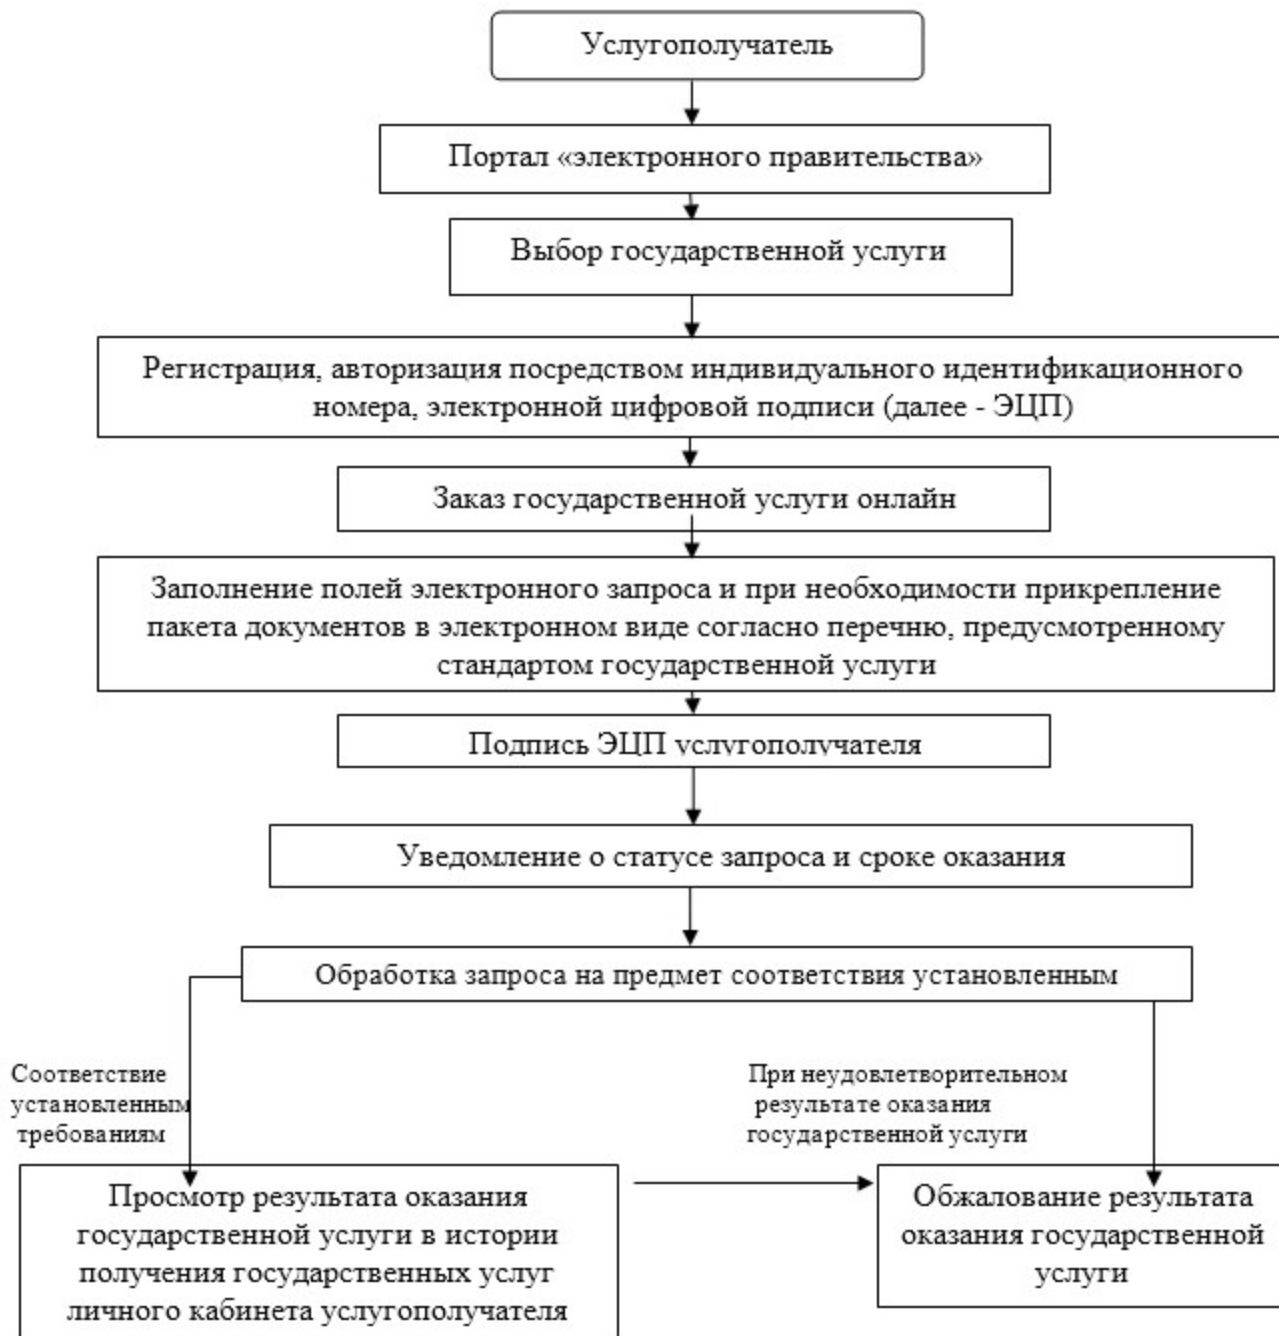 Услугополучатель
Портал «электронного правительства»
Выбор государственной услуги
Регистрация, авторизация посредством индивидуального идентификационного
номера, электронной цифровой подписи (далее - ЭЦП)
Заказ государственной услуги онлайн
Заполнение полей электронного запроса и при необходимости прикрепление
пакета документов в электронном виде согласно перечню, предусмотренному
стандартом государственной услуги
Подпись ЭЦП услугополучателя
Уведомление о статусе запроса и сроке оказания
Обработка запроса на предмет соответствия установленным
Соответствие
установленным
требованиям
При неудовлетворительном
результате оказания
государственной услуги
Просмотр результата оказания
государственной услуги в истории
получения государственных услуг
личного кабинета услугополучателя
Обжалование результата
оказания государственной
услуги